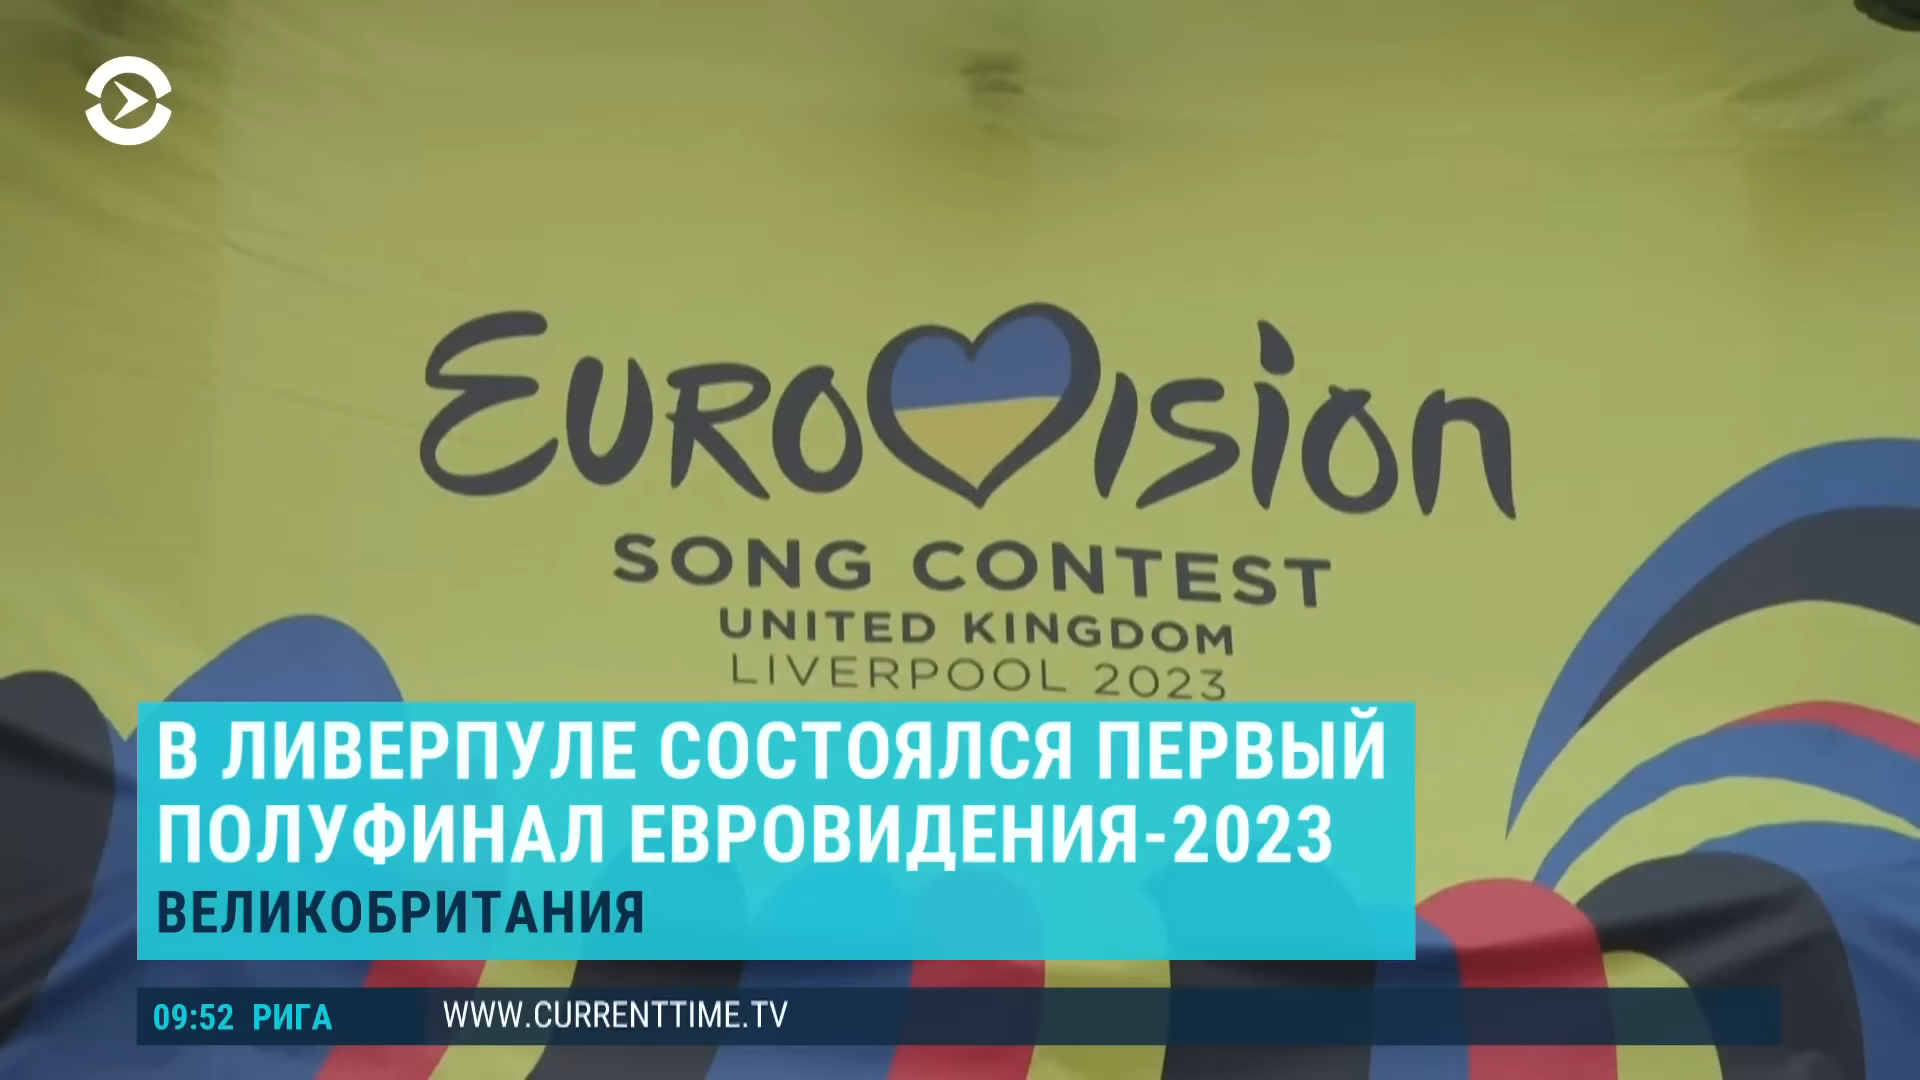 EUROVISION
SONG CONTEST
UNITED KINGDOM
LIVERPOOL 2023
В ЛИВЕРПУЛЕ СОСТОЯЛСЯ ПЕРВЫЙ
ПОЛУФИНАЛ ЕВРОВИДЕНИЯ-2023
ВЕЛИКОБРИТАНИЯ
09:52 РИГА WWW.CURRENTTIME.TV